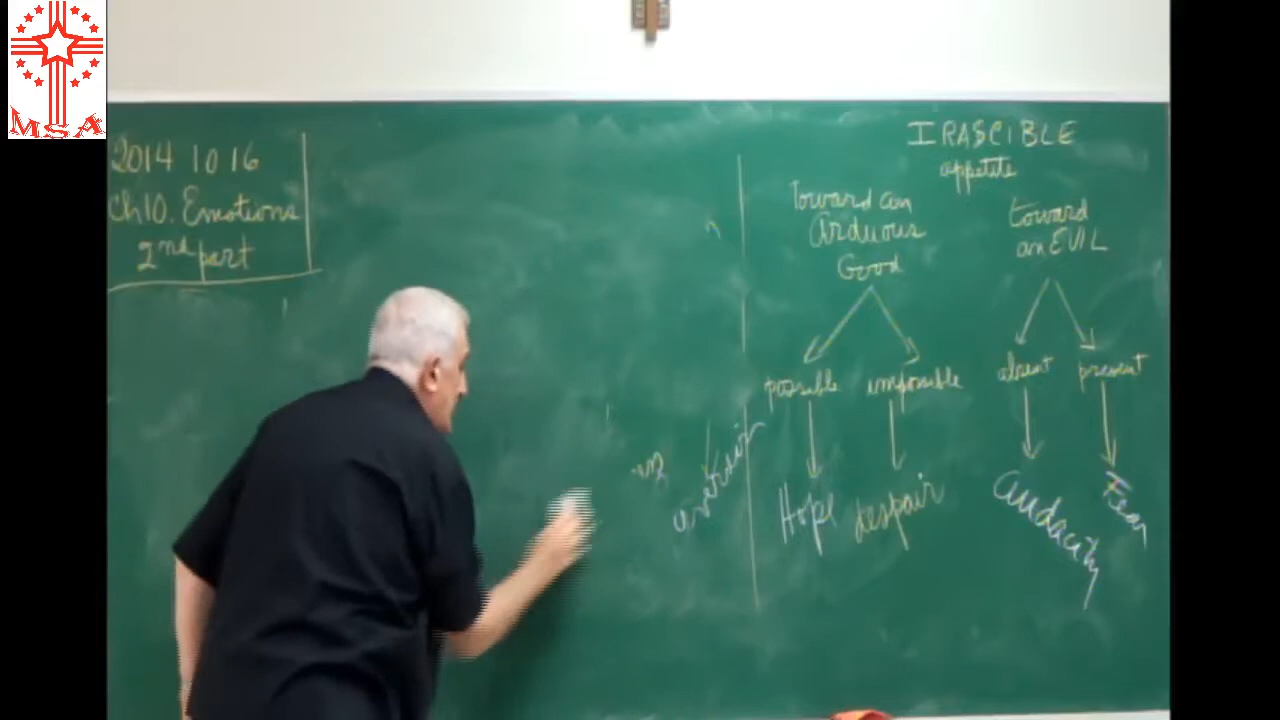 MSA
2014 10 16
Ch10. Emotions
2nd part
IRASCIBLE
appetite
Toward an
Arduous
Good
toward
an EVIL
possible
impossible
absent
present
aversion
Hope
despair
audacity
Fear